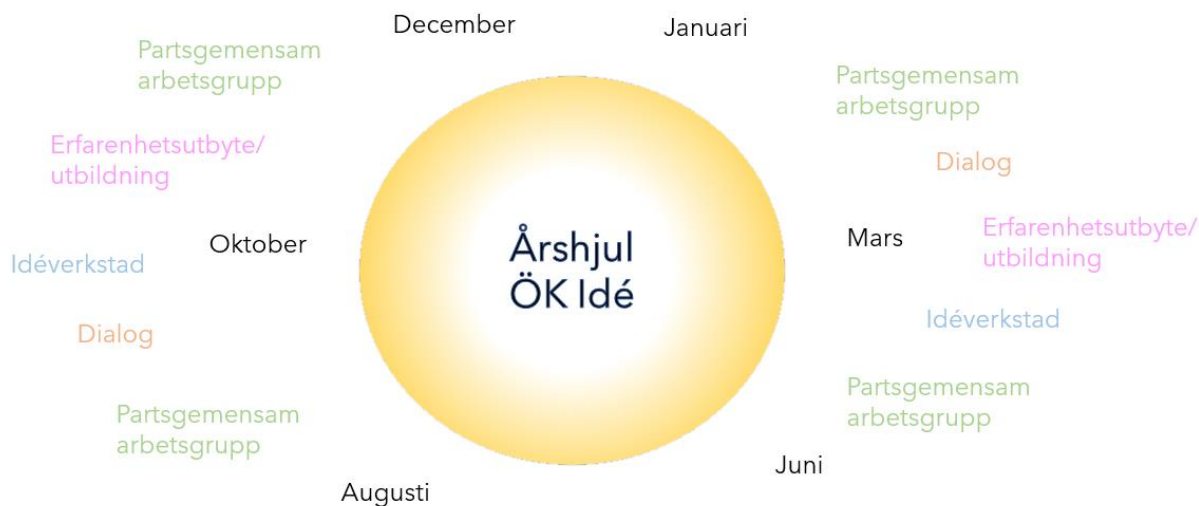 December
Januari
Partsgemensam
arbetsgrupp
Dialog
Mars
Erfarenhetsutbyte/
utbildning
Idéverkstad
Partsgemensam
arbetsgrupp
Juni
Augusti
Partsgemensam
arbetsgrupp
Dialog
Idéverkstad
Oktober
Erfarenhetsutbyte/
utbildning
Partsgemensam
arbetsgrupp
Årshjul
ÖK Idé